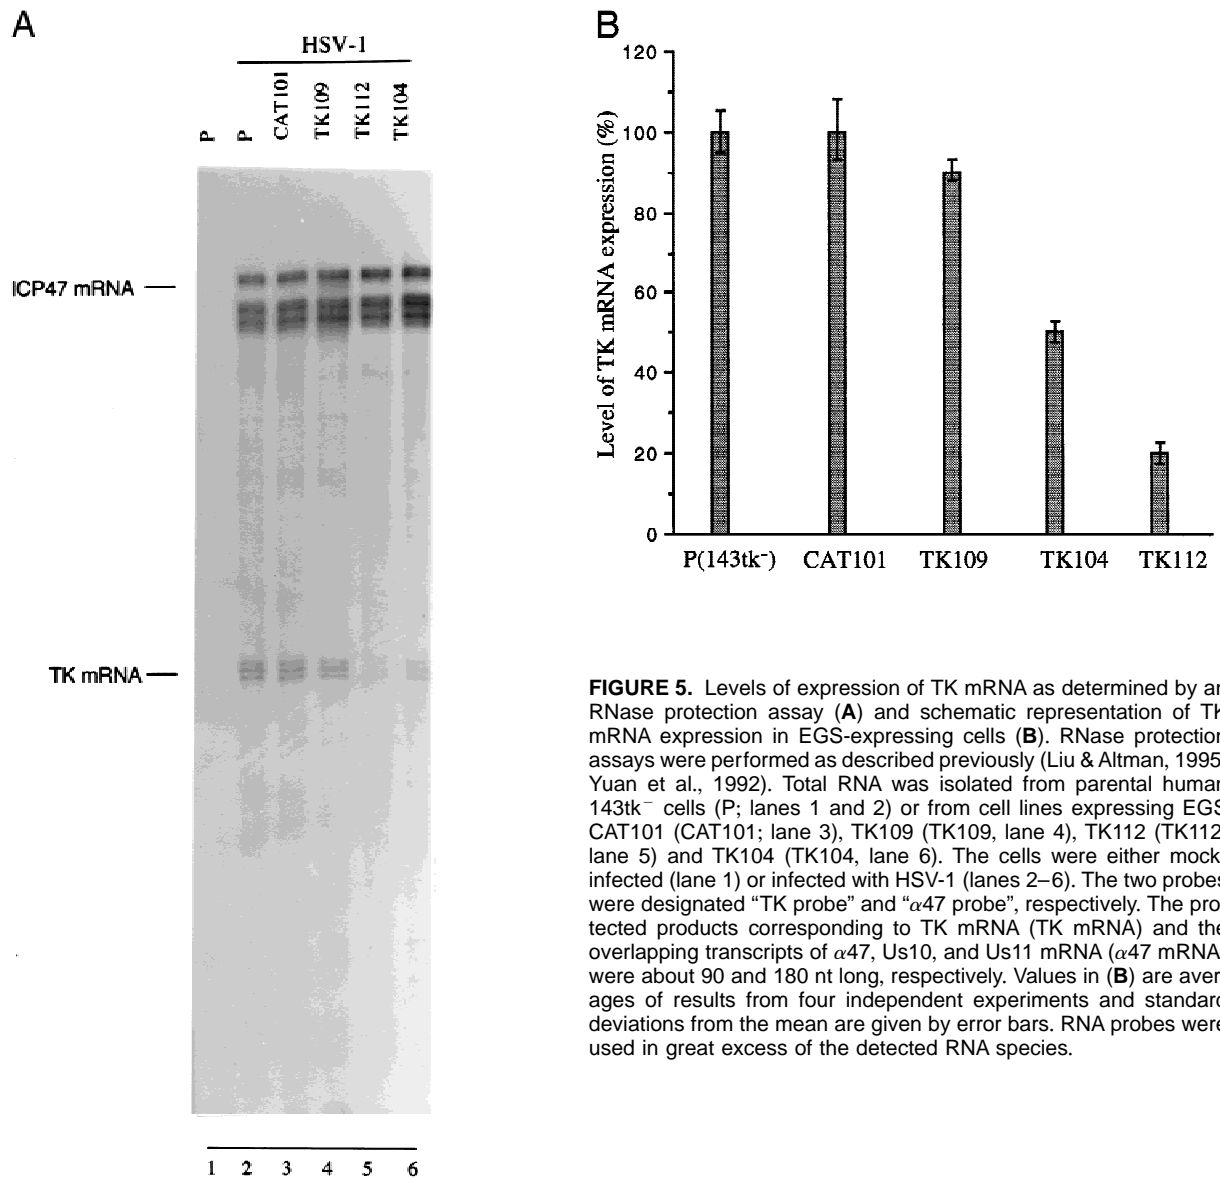 A
HSV-1
P
P
CAT101
TK109
TK112
TK104
ICP47 mRNA
TK mRNA
1 2 3 4 5 6
B
Level of TK mRNA expression (%)
120
100
80
60
40
20
0
P(143tk⁻) CAT101 TK109 TK104 TK112
FIGURE 5. Levels of expression of TK mRNA as determined by an
RNase protection assay (A) and schematic representation of TK
mRNA expression in EGS-expressing cells (B). RNase protection
assays were performed as described previously (Liu & Altman, 1995
Yuan et al., 1992). Total RNA was isolated from parental human
143tk⁻ cells (P; lanes 1 and 2) or from cell lines expressing EGS
CAT101 (CAT101; lane 3), TK109 (TK109, lane 4), TK112 (TK112
lane 5) and TK104 (TK104, lane 6). The cells were either mock-
infected (lane 1) or infected with HSV-1 (lanes 2–6). The two probes
were designated “TK probe” and “α47 probe”, respectively. The pro-
tected products corresponding to TK mRNA (TK mRNA) and the
overlapping transcripts of α47, Us10, and Us11 mRNA (α47 mRNA
were about 90 and 180 nt long, respectively. Values in (B) are aver-
ages of results from four independent experiments and standard
deviations from the mean are given by error bars. RNA probes were
used in great excess of the detected RNA species.